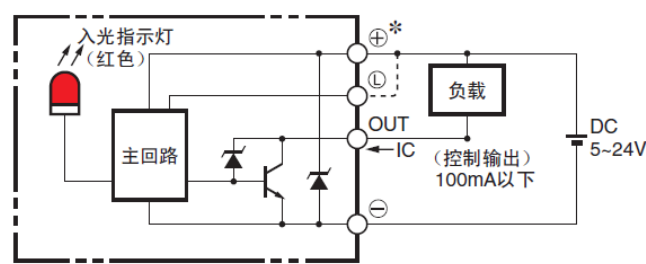 入光指示灯
（红色）
主回路
⊕*
Ⓛ
OUT
IC
⊖
负载
（控制输出）
100mA以下
DC
5~24V